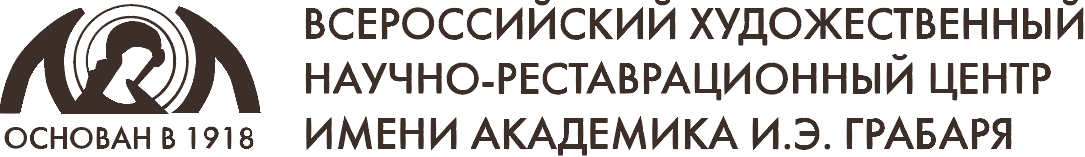 ВСЕРОССИЙСКИЙ ХУДОЖЕСТВЕННЫЙ
НАУЧНО-РЕСТАВРАЦИОННЫЙ ЦЕНТР
ИМЕНИ АКАДЕМИКА И.Э. ГРАБАРЯ
ОСНОВАН В 1918